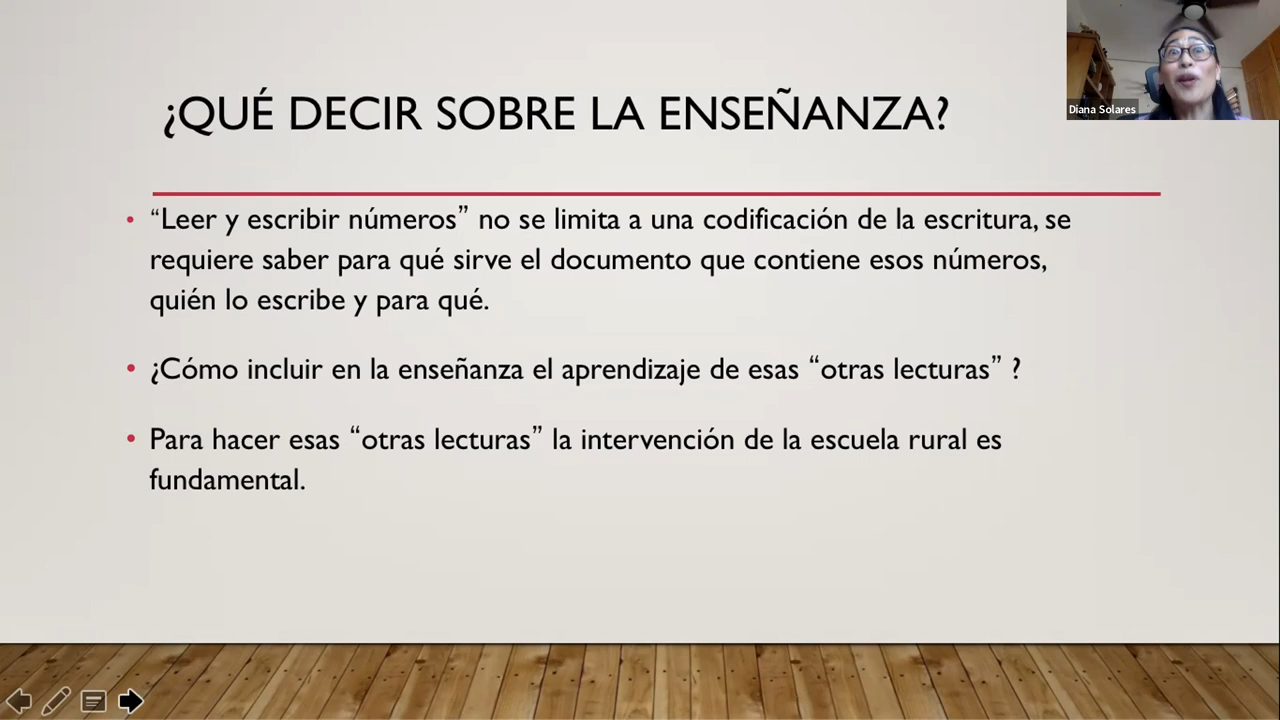 Diana Solares
¿QUÉ DECIR SOBRE LA ENSEÑANZA?
• “Leer y escribir números” no se limita a una codificación de la escritura, se
requiere saber para qué sirve el documento que contiene esos números,
quién lo escribe y para qué.
• ¿Cómo incluir en la enseñanza el aprendizaje de esas “otras lecturas” ?
• Para hacer esas “otras lecturas” la intervención de la escuela rural es
fundamental.